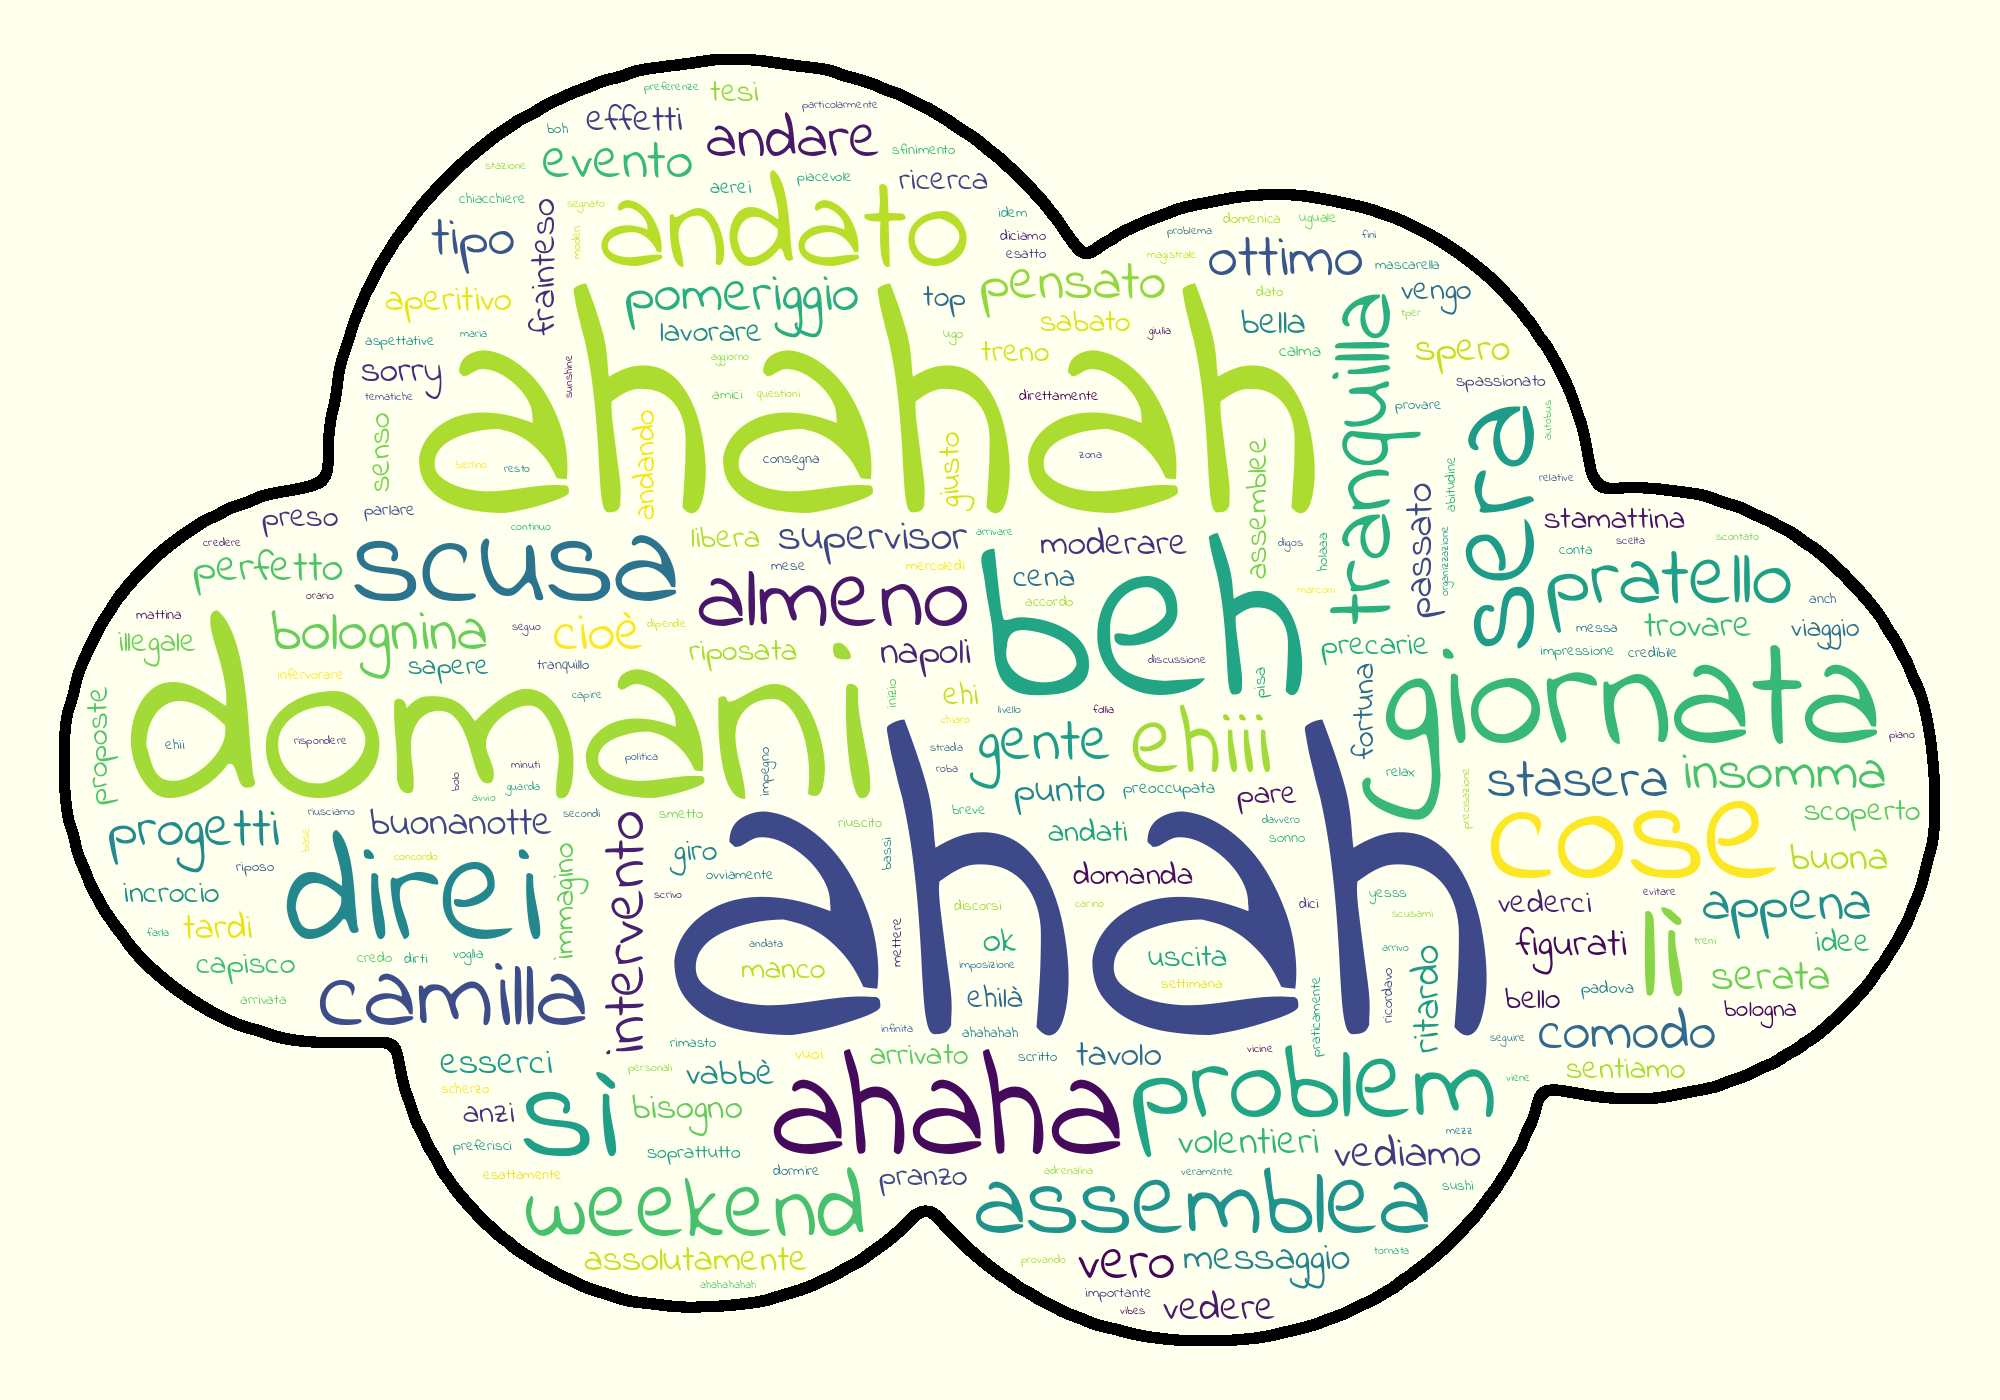 preferenze
tesi
particolarmente
effetti
boh
andare
evento
sfinimento
stazione
aerei
piacevole
ricerca
chiacchiere
segnato
frainteso
andato
idem
tipo
moderi
diciamo
esatto
domenica
uguale
problema
fini
ottimo
magistrale
mascarella
pensato
vengo
dato
aperitivo
pomeriggio
top
tranquilla
sabato
bella
tper
lavorare
maria
ugo
giulia
aspettative
treno
calma
spero
aggiorno
sorry
sunshine
spassionato
tematiche
amici
questioni
direttamente
provare
ahahah
sera
autobus
senso
andando
giusto
assemblee
berlino
resto
consegna
zona
abitudine
relative
preso
parlare
passato
stamattina
continuo
libera
supervisor
arrivare
moderare
digos
holaaa
organizzazione
credere
scusa
conta
scelta
scontato
perfetto
mese
mercoledì
cena
beh
pratello
orario
almeno
accordo
marconi
anch
mattina
illegale
bolognina
seguo
cioè
dipende
messa
trovare
viaggio
riposata
napoli
precarie
impressione
credibile
sapere
tranquillo
discussione
infervorare
domani
capire
inizio
ehi
pisa
fortuna
giornata
proposte
livello
follia
chiaro
ehii
rispondere
politica
impegno
strada
gente
ehiii
piano
roba
minuti
bolo
guarda
avvio
relax
stasera
insomma
punto
preoccupata
pare
precisazione
progetti
riusciamo
buonanotte
secondi
smetto
riuscito
breve
davvero
scoperto
base
intervento
andati
sonno
cose
concordo
giro
bassi
buona
riposo
direi
immagino
ovviamente
domanda
incrocio
scrivo
ahah
yesss
evitare
discorsi
carino
dici
vederci
scusami
appena
tardi
farla
mettere
ok
figurati
lì
treni
idee
credo
dirti
voglia
andata
manco
imposizione
uscita
arrivo
capisco
settimana
ritardo
serata
arrivata
camilla
ehilà
praticamente
ricordavo
bello
padova
bologna
infinita
ahahahah
comodo
rimasto
seguire
esserci
vuoi
arrivato
scritto
tavolo
vicine
sentiamo
personali
vabbè
viene
scherzo
anzi
sì
bisogno
ahaha
problem
preferisci
soprattutto
volentieri
mezz
vediamo
esattamente
dormire
pranzo
adrenalina
veramente
weekend
assemblea
sushi
assolutamente
provando
vero
messaggio
tornata
ahahahahah
importante
vibes
vedere